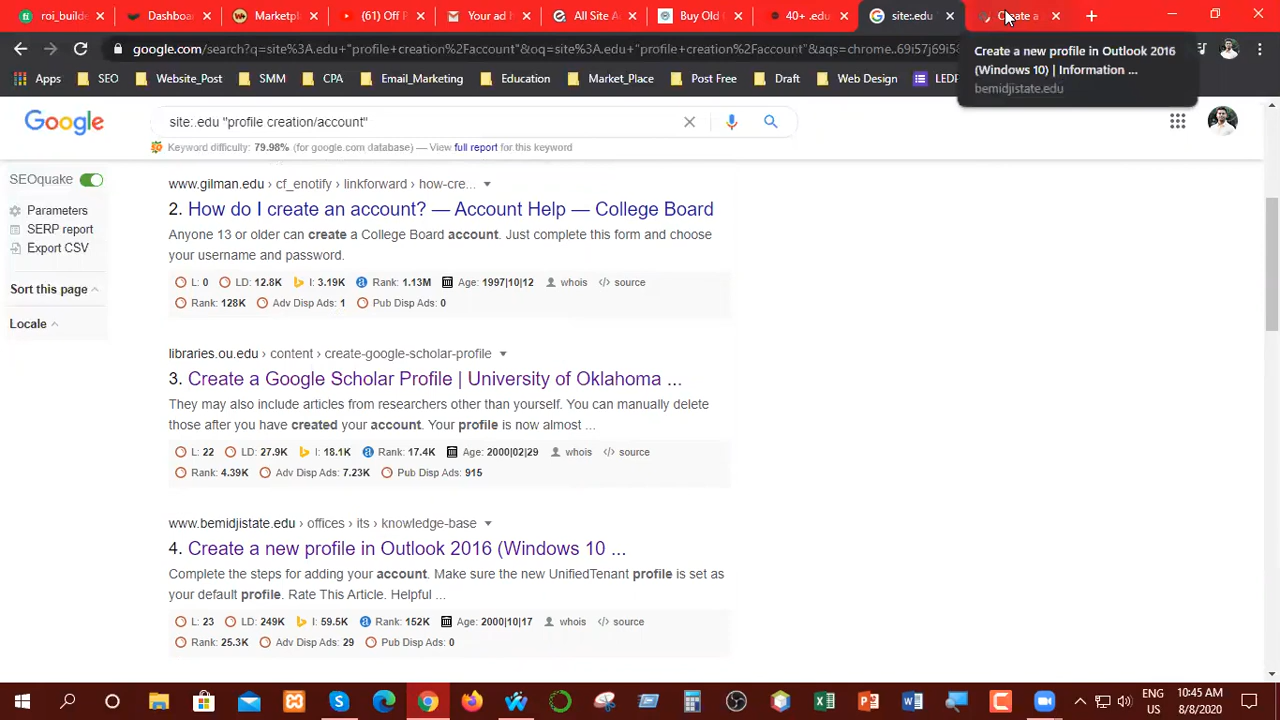 roi_builde
Dashboar
Marketpl
(61) Off P
Your ad h
All Site A
Buy Old (
40+ .edu
site:.edu
Create a
google.com/search?q=site%3A.edu+"profile+creation%2Faccount"&oq=site%3A.edu+"profile+creation%2Faccount"&aqs=chrome..69i57j69i58
Create a new profile in Outlook 2016
(Windows 10) | Information ...
bemidjistate.edu
Apps
SEO
Website_Post
SMM
CPA
Email_Marketing
Education
Market_Place
Post Free
Draft
Web Design
LEDP
Google
site:.edu "profile creation/account"
Keyword difficulty: 79.98% (for google.com database) — View full report for this keyword
SEOquake
Parameters
SERP report
Export CSV
Sort this page
Locale
www.gilman.edu › cf_enotify › linkforward › how-cre...
2. How do I create an account? — Account Help — College Board
Anyone 13 or older can create a College Board account. Just complete this form and choose
your username and password.
L: 0 LD: 12.8K I: 3.19K Rank: 1.13M Age: 1997|10|12 whois source
Rank: 128K Adv Disp Ads: 1 Pub Disp Ads: 0
libraries.ou.edu › content › create-google-scholar-profile
3. Create a Google Scholar Profile | University of Oklahoma ...
They may also include articles from researchers other than yourself. You can manually delete
those after you have created your account. Your profile is now almost ...
L: 22 LD: 27.9K I: 18.1K Rank: 17.4K Age: 2000|02|29 whois source
Rank: 4.39K Adv Disp Ads: 7.23K Pub Disp Ads: 915
www.bemidjistate.edu › offices › its › knowledge-base
4. Create a new profile in Outlook 2016 (Windows 10 ...
Complete the steps for adding your account. Make sure the new UnifiedTenant profile is set as
your default profile. Rate This Article. Helpful ...
L: 23 LD: 249K I: 59.5K Rank: 152K Age: 2000|10|17 whois source
Rank: 25.3K Adv Disp Ads: 29 Pub Disp Ads: 0
ENG
US
10:45 AM
8/8/2020